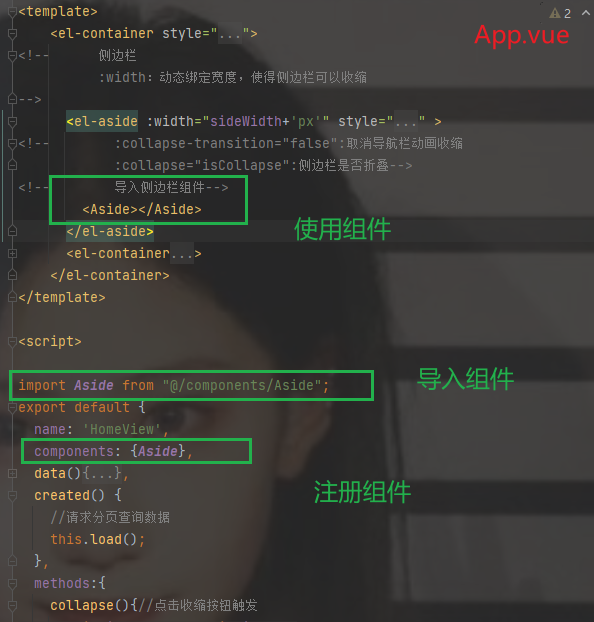 <template>
2
<el-container style="...">
App.vue
<!-- 侧边栏
:width：动态绑定宽度，使得侧边栏可以收缩
-->
<el-aside :width="sideWidth+'px'" style="..." >
<!-- :collapse-transition="false":取消导航栏动画收缩
:collapse="isCollapse":侧边栏是否折叠-->
<!-- 导入侧边栏组件-->
<Aside></Aside>
使用组件
</el-aside>
<el-container...>
</el-container>
</template>
<script>
导入组件
import Aside from "@/components/Aside";
export default {
name: 'HomeView',
components: {Aside},
data(){...},
注册组件
created() {
//请求分页查询数据
this.load();
},
methods:{
collapse(){//点击收缩按钮触发